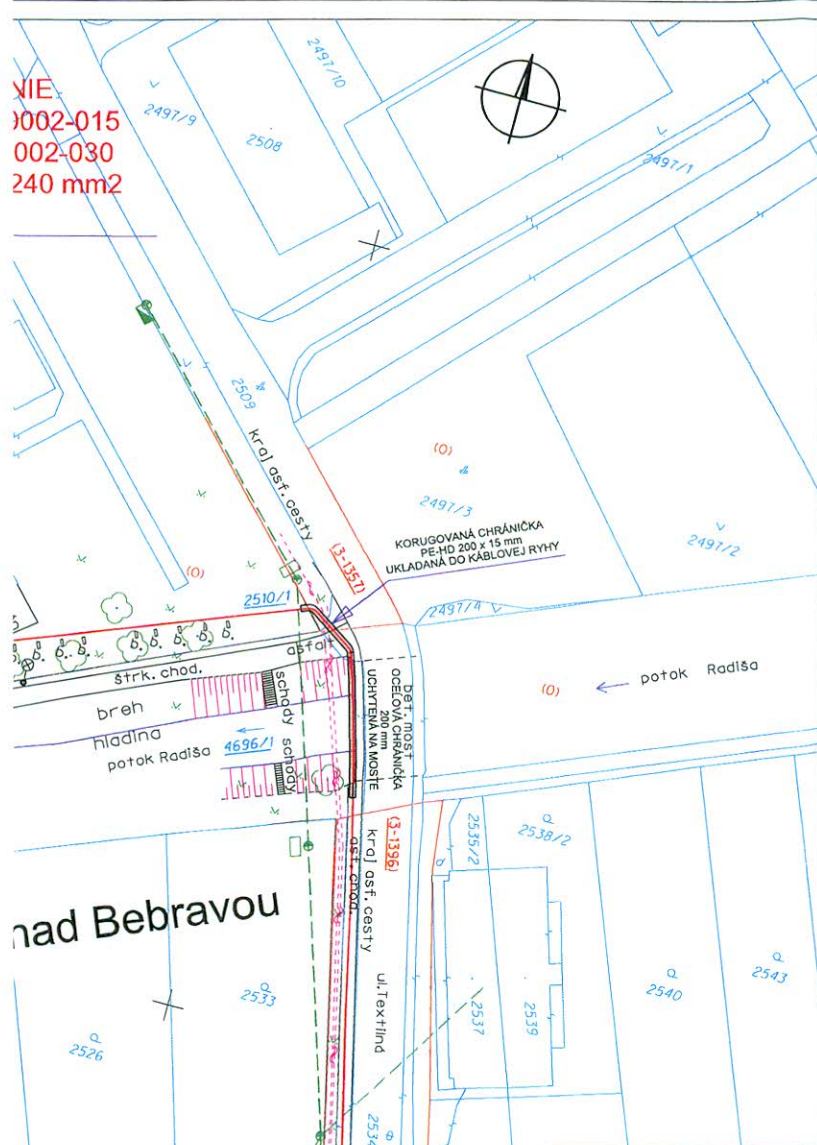 NIE
0002-015
002-030
240 mm2
2497/10
2497/9
2508
2497/1
2509
kraj asf. cesty
(O)
2497/3
2497/2
KORUGOVANÁ CHRÁNIČKA
PE-HD 200 x 15 mm
UKLADANÁ DO KÁBLOVEJ RYHY
(3-1357)
(O)
2510/1
2497/4
asfalt
štrk. chod.
breh
hladina
potok Radiša
4696/1
schody
schody
bet. most
OCEĽOVÁ CHRÁNIČKA
200 mm
UCHYTENÁ NA MOSTE
(O)
potok Radiša
(3-1396)
kraj asf. cesty
asf. chod.
2535/2
2538/2
nad Bebravou
2533
2526
ul. Textilná
2537
2539
2540
2543
2534